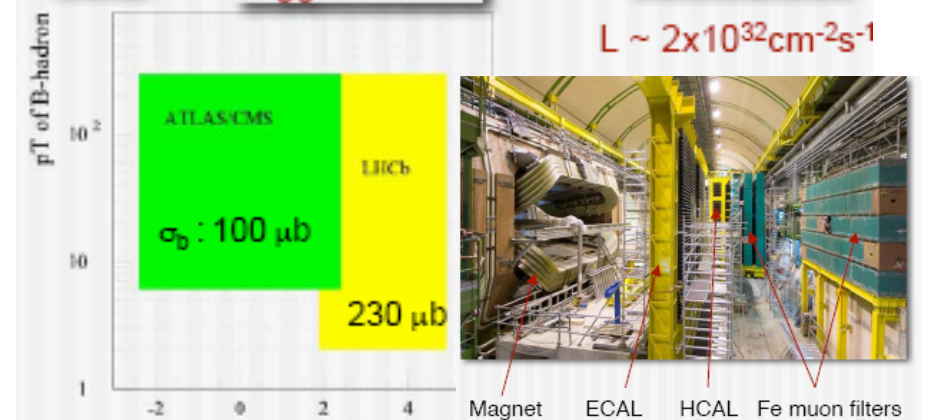 L ~ 2x10³²cm⁻²s⁻¹
pT of B-hadron
10²
10
1
ATLAS/CMS
LHCb
σb : 100 μb
230 μb
-2
0
2
4
Magnet
ECAL
HCAL
Fe muon filters